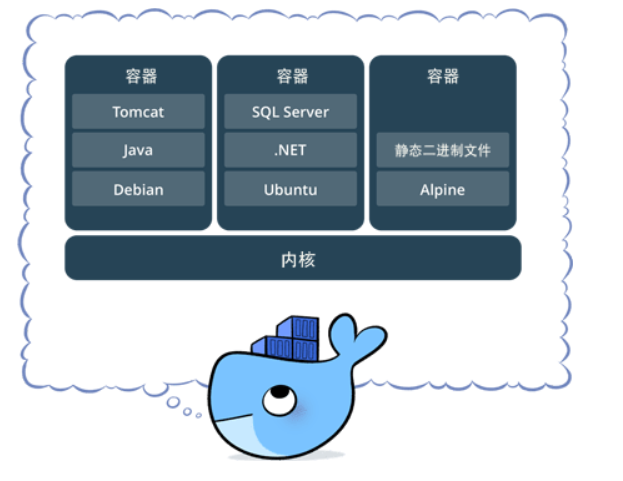 容器
Tomcat
Java
Debian
容器
SQL Server
.NET
Ubuntu
容器
静态二进制文件
Alpine
内核